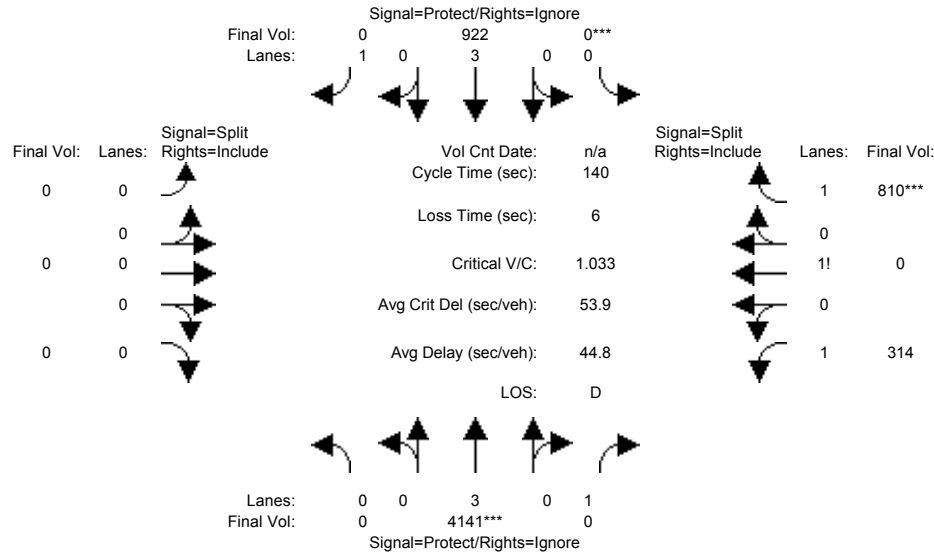 Signal=Protect/Rights=Ignore
Final Vol: 0 922 0***
Lanes: 1 0 3 0 0
Signal=Split Signal=Split
Final Vol: Lanes: Rights=Include Vol Cnt Date: n/a Rights=Include Lanes: Final Vol:
Cycle Time (sec): 140
0 0 1 810***
Loss Time (sec): 6
0 0
0 0 Critical V/C: 1.033 1! 0
0 Avg Crit Del (sec/veh): 53.9 0
0 0 Avg Delay (sec/veh): 44.8 1 314
LOS: D
Lanes: 0 0 3 0 1
Final Vol: 0 4141*** 0
Signal=Protect/Rights=Ignore